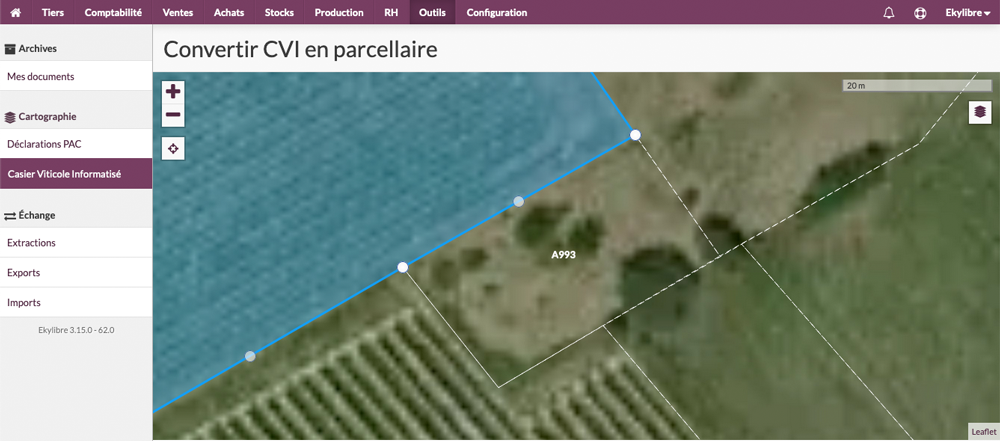 Tiers Comptabilité Ventes Achats Stocks Production RH Outils Configuration Ekylibre
Archives
Mes documents
Cartographie
Déclarations PAC
Casier Viticole Informatisé
Échange
Extractions
Exports
Imports
Ekylibre 3.15.0 - 62.0
Convertir CVI en parcellaire
+
−
20 m
A993
Leaflet